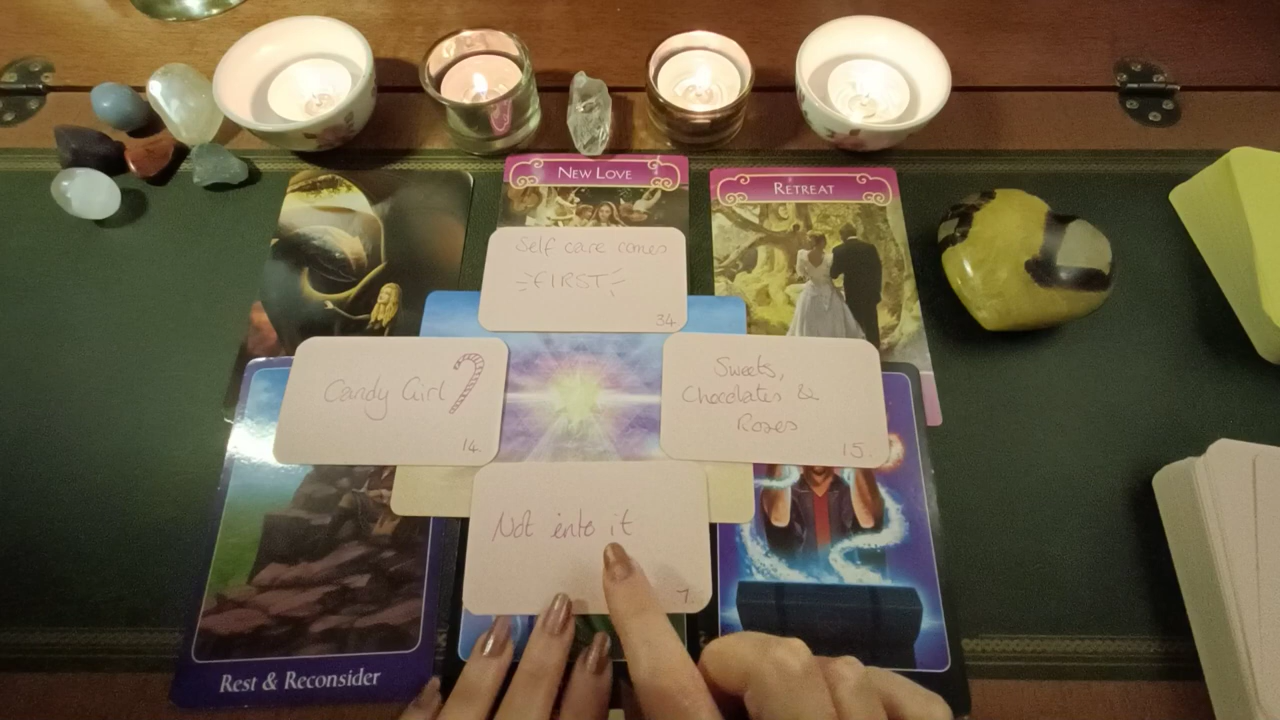 New Love
Retreat
Self care comes
FIRST
34
Candy Girl
14
Sweets,
Chocolates &
Roses
15.
Not into it
7
Rest & Reconsider